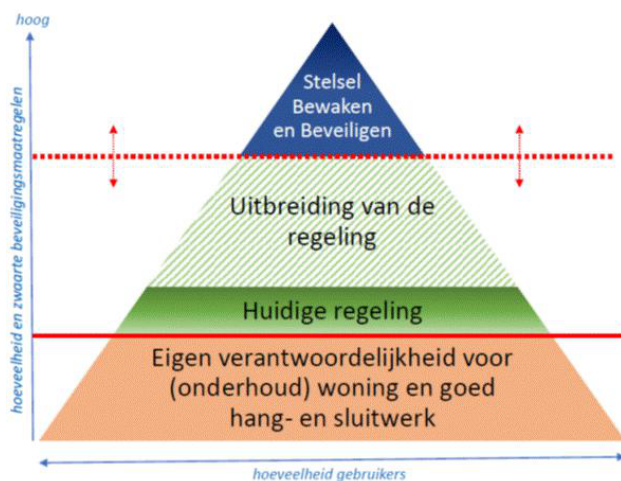 hoog
hoeveelheid en zwaarte beveiligingsmaatregelen
Stelsel
Bewaken
en Beveiligen
Uitbreiding van de
regeling
Huidige regeling
Eigen verantwoordelijkheid voor
(onderhoud) woning en goed
hang- en sluitwerk
hoeveelheid gebruikers